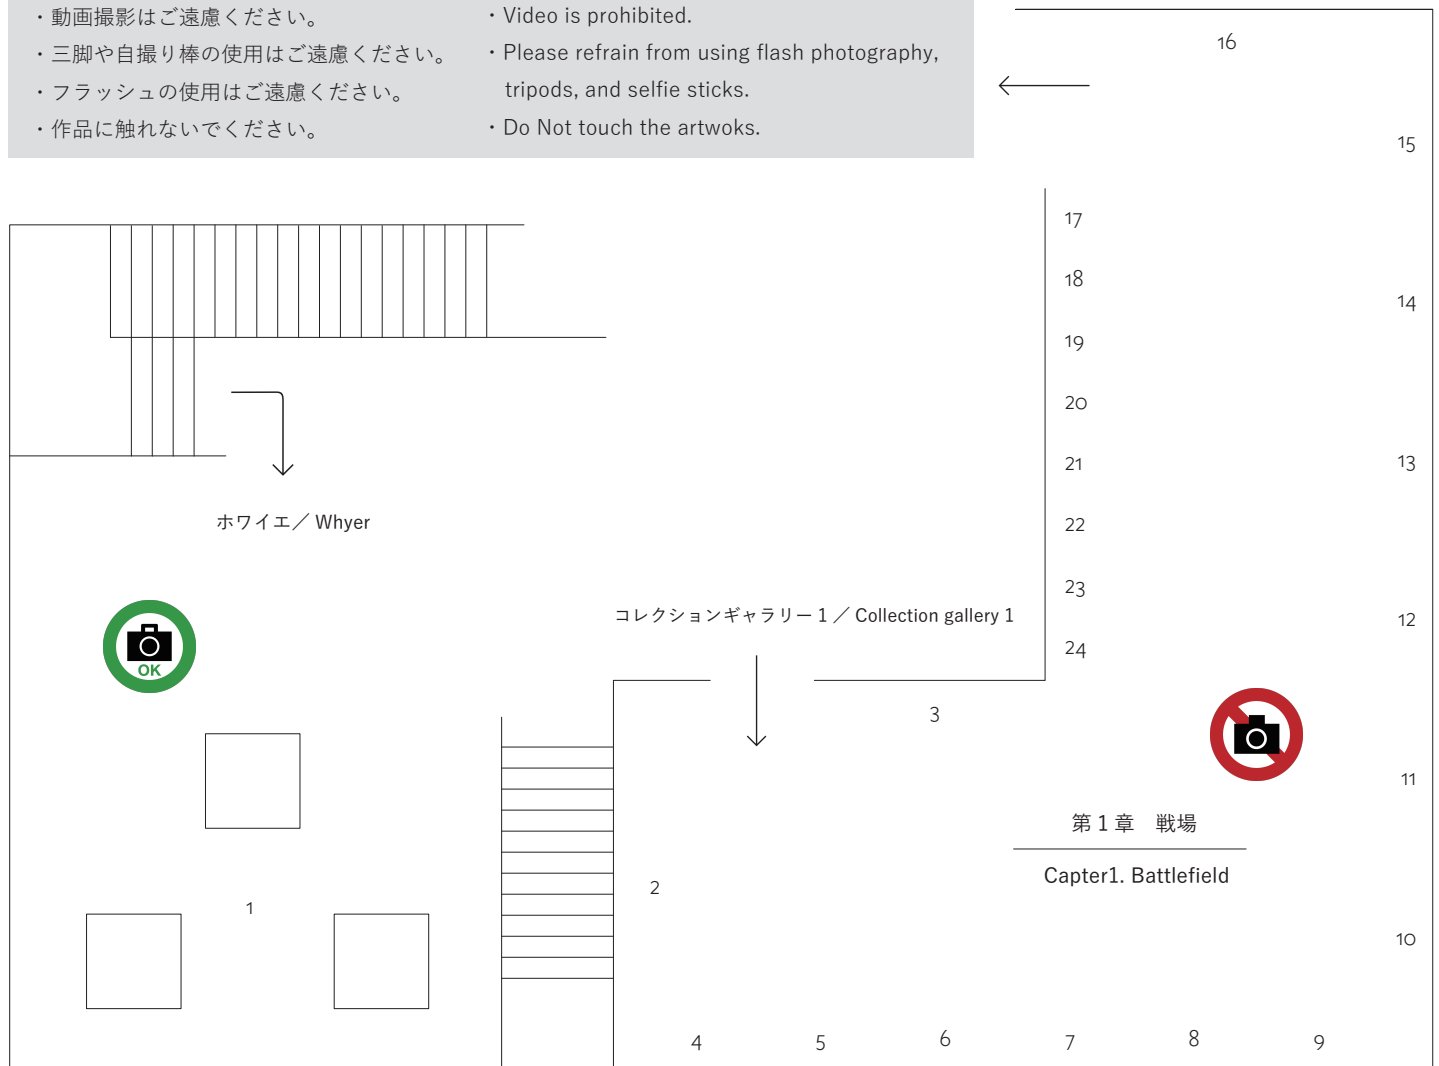 ・動画撮影はご遠慮ください。
・三脚や自撮り棒の使用はご遠慮ください。
・フラッシュの使用はご遠慮ください。
・作品に触れないでください。
・Video is prohibited.
・Please refrain from using flash photography,
tripods, and selfie sticks.
・Do Not touch the artwoks.
16
15
17
18
14
19
20
21
13
22
ホワイエ／ Whyer
23
コレクションギャラリー 1 ／ Collection gallery 1
12
24
OK
3
11
第 1 章　戦場
Capter1. Battlefield
2
1
10
4
5
6
7
8
9